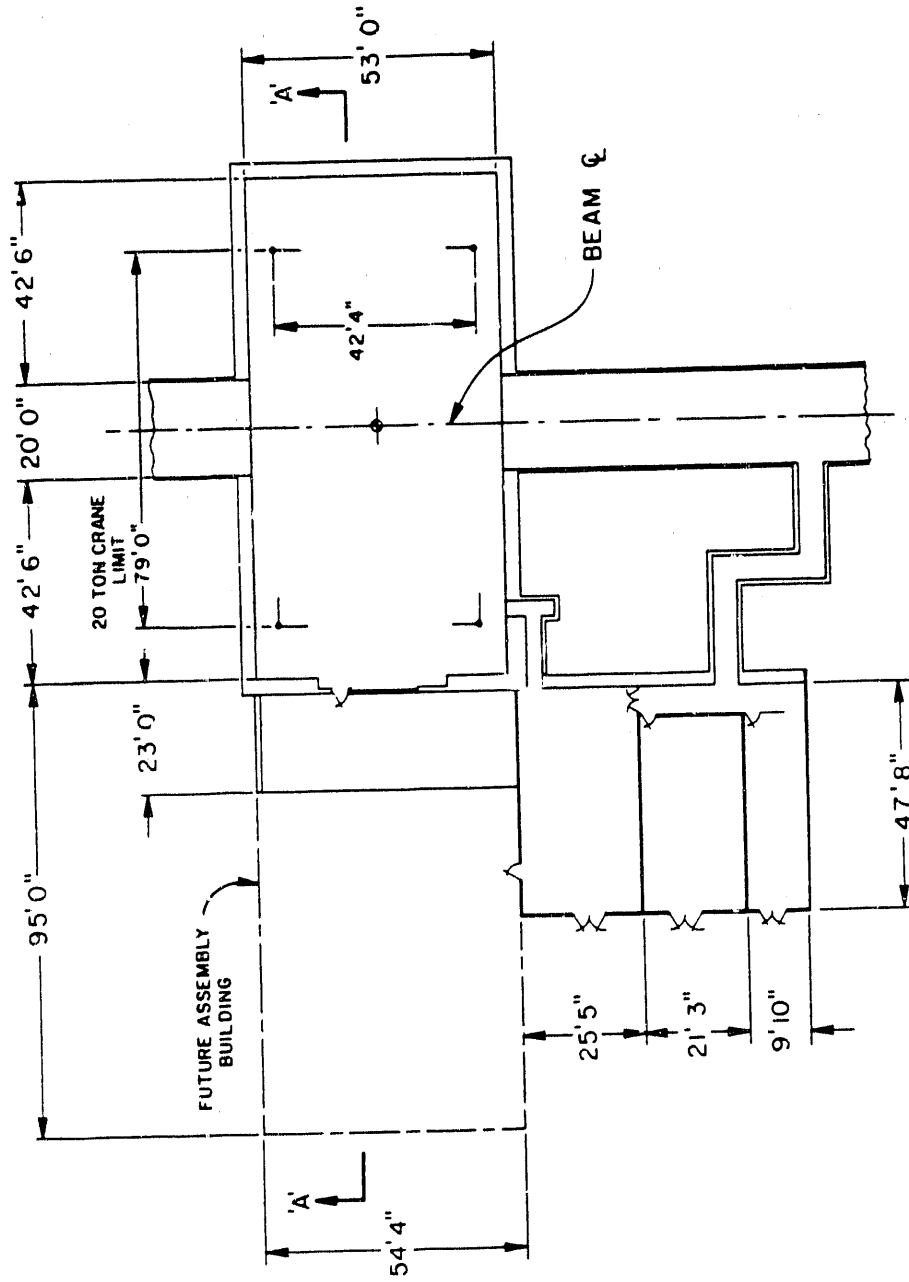 42'6"
20'0"
42'6"
20 TON CRANE
LIMIT
79'0"
'A'
53'0"
42'4"
BEAM ℄
95'0"
23'0"
FUTURE ASSEMBLY
BUILDING
'A'
54'4"
25'5"
21'3"
9'10"
47'8"